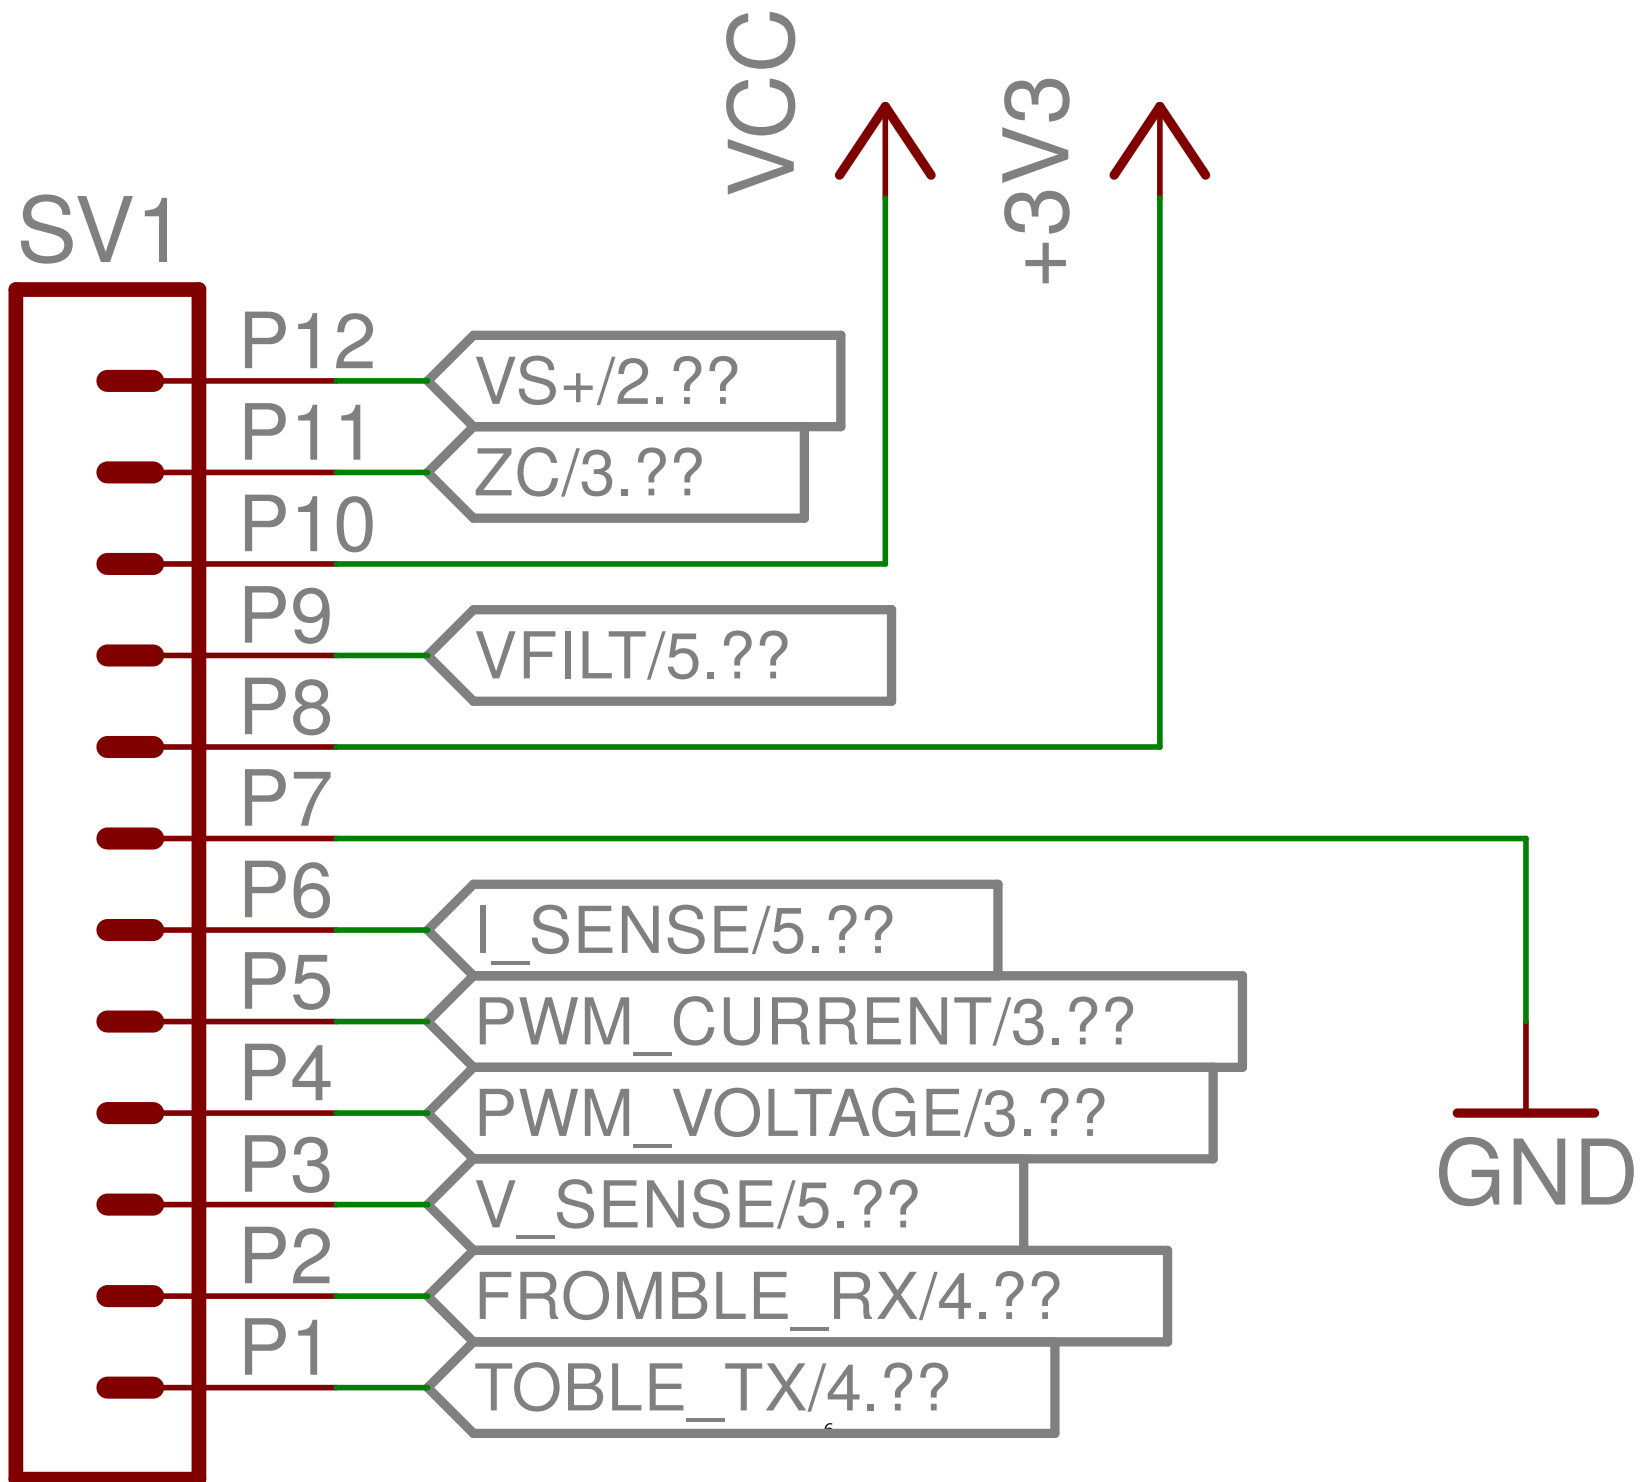 VCC
+3V3
SV1
P12
VS+/2.??
P11
ZC/3.??
P10
P9
VFILT/5.??
P8
P7
P6
I_SENSE/5.??
P5
PWM_CURRENT/3.??
P4
PWM_VOLTAGE/3.??
GND
P3
V_SENSE/5.??
P2
FROMBLE_RX/4.??
P1
TOBLE_TX/4.??